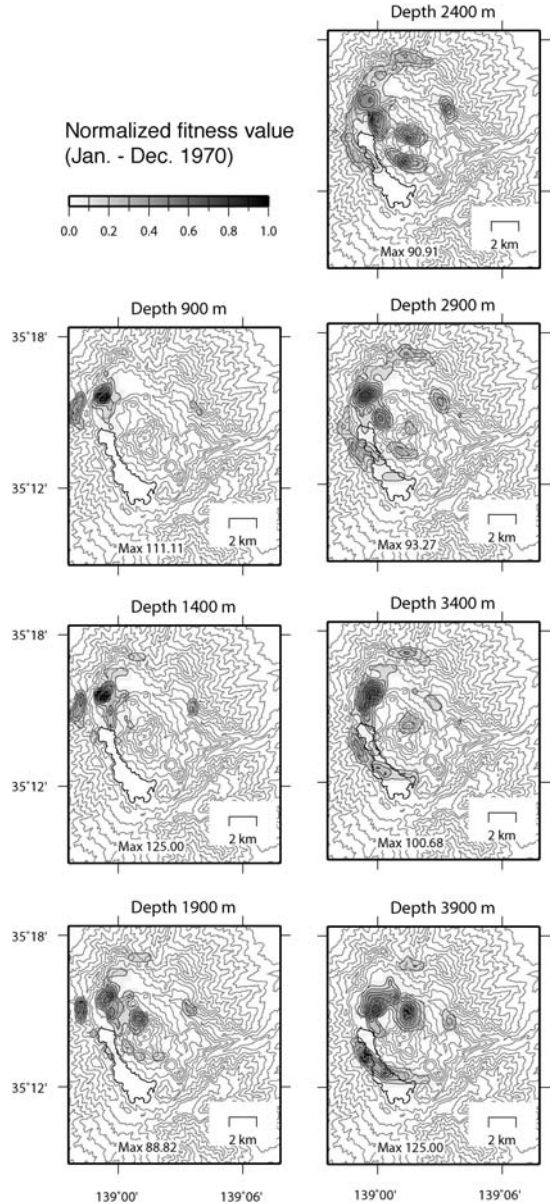 Depth 2400 m
Normalized fitness value
(Jan. - Dec. 1970)
0.0 0.2 0.4 0.6 0.8 1.0
2 km
Max 90.91
Depth 900 m
35°18'
35°12'
2 km
Max 111.11
Depth 2900 m
2 km
Max 93.27
Depth 1400 m
35°18'
35°12'
2 km
Max 125.00
Depth 3400 m
2 km
Max 100.68
Depth 1900 m
35°18'
35°12'
2 km
Max 88.82
139°00' 139°06'
Depth 3900 m
2 km
Max 125.00
139°00' 139°06'